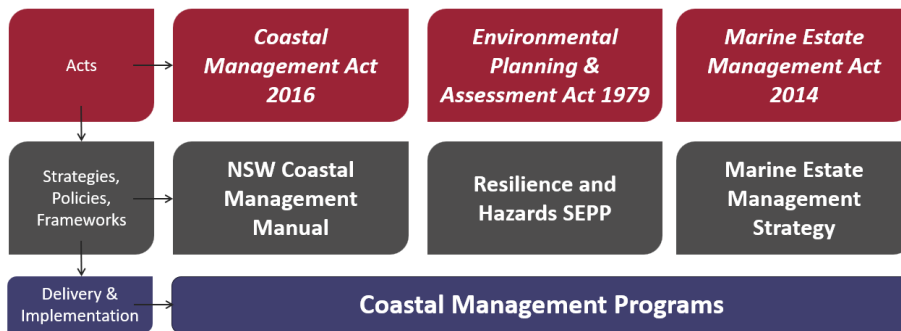 Acts
Coastal
Management Act
2016
Environmental
Planning &
Assessment Act 1979
Marine Estate
Management Act
2014
Strategies,
Policies,
Frameworks
NSW Coastal
Management
Manual
Resilience and
Hazards SEPP
Marine Estate
Management
Strategy
Delivery &
Implementation
Coastal Management Programs